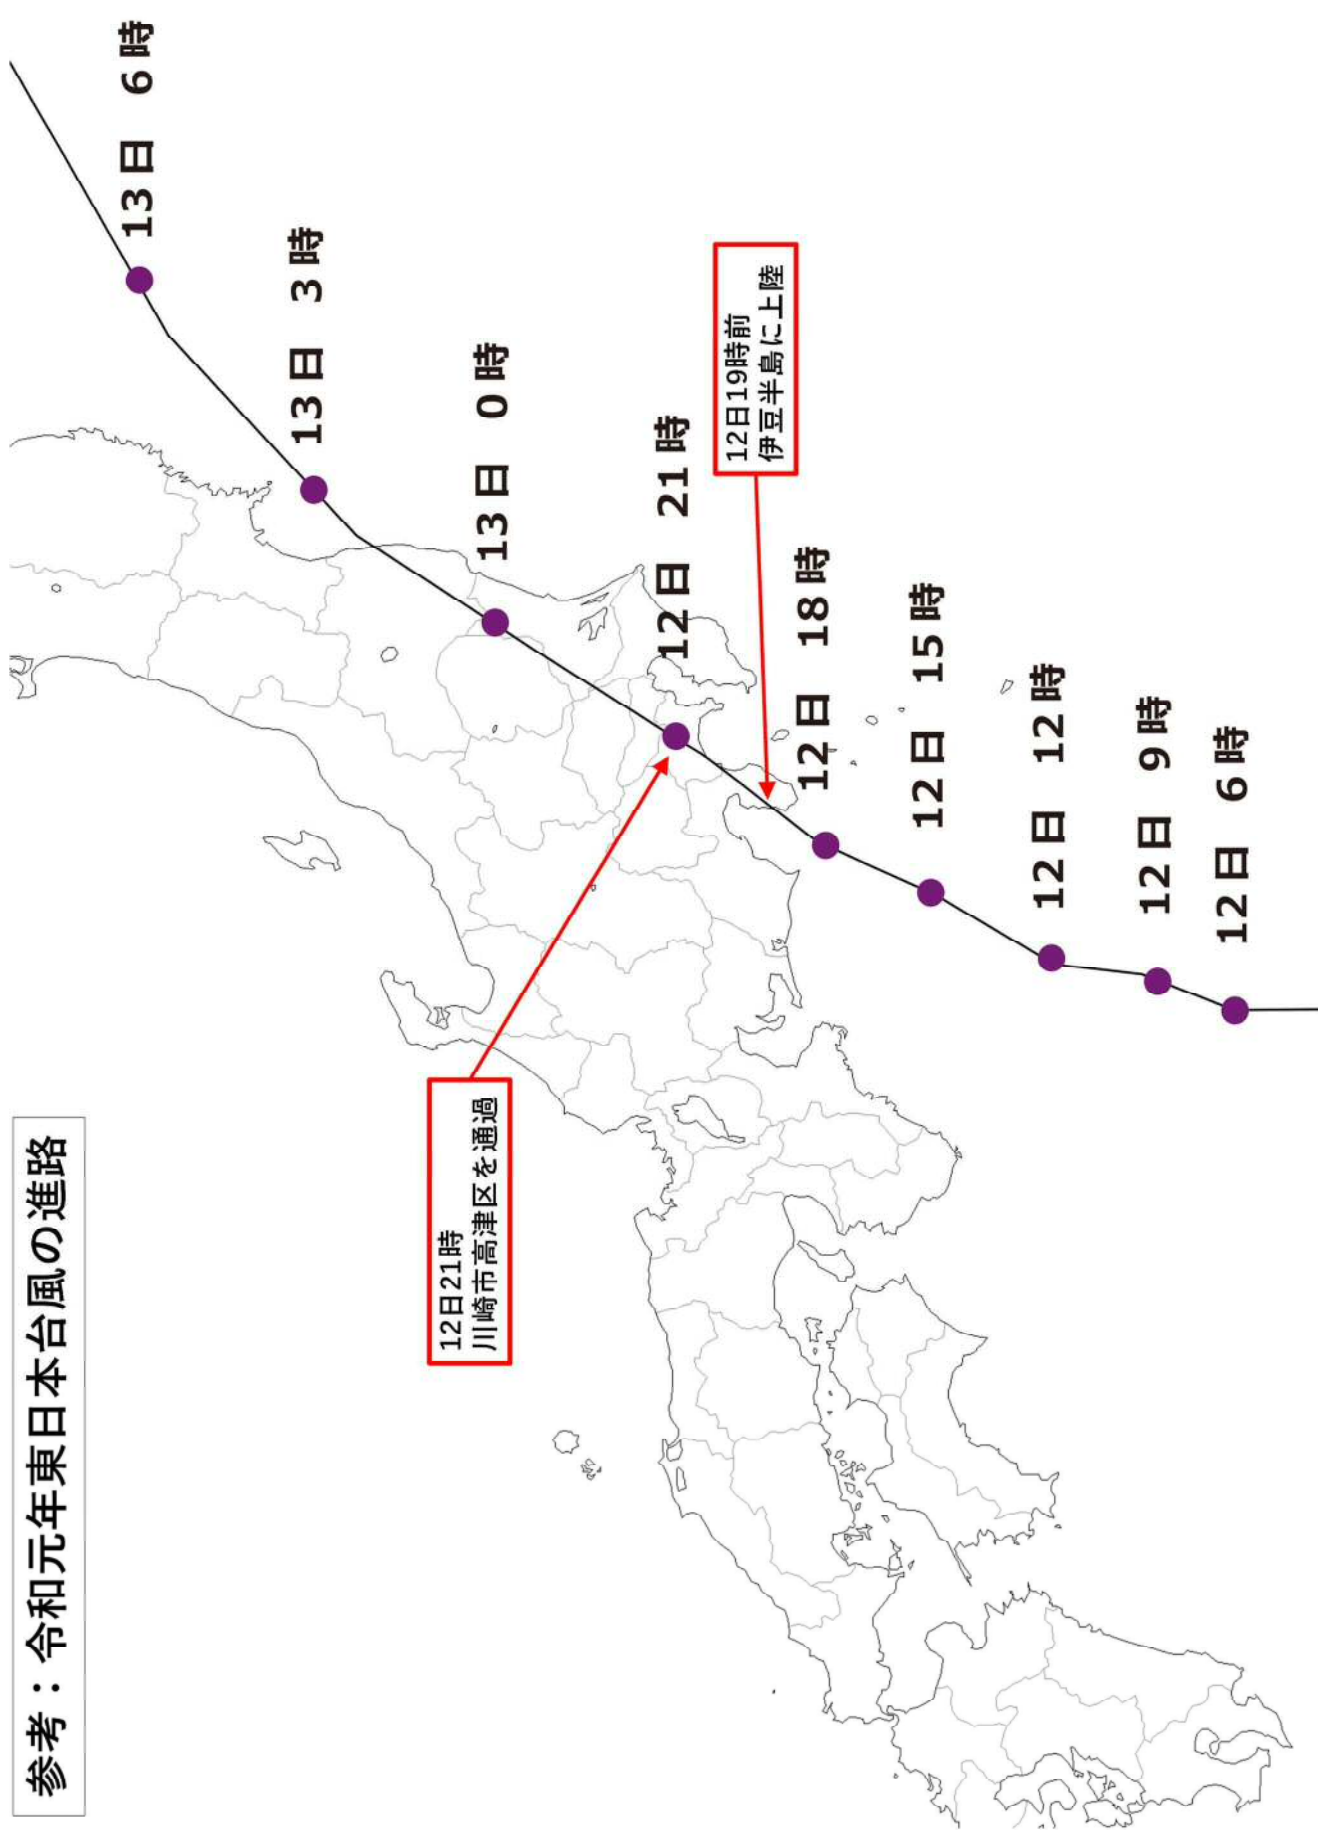 参考：令和元年東日本台風の進路
13日 6時
13日 3時
13日 0時
12日21時
川崎市高津区を通過
12日 21時
12日19時前
伊豆半島に上陸
12日 18時
12日 15時
12日 12時
12日 9時
12日 6時